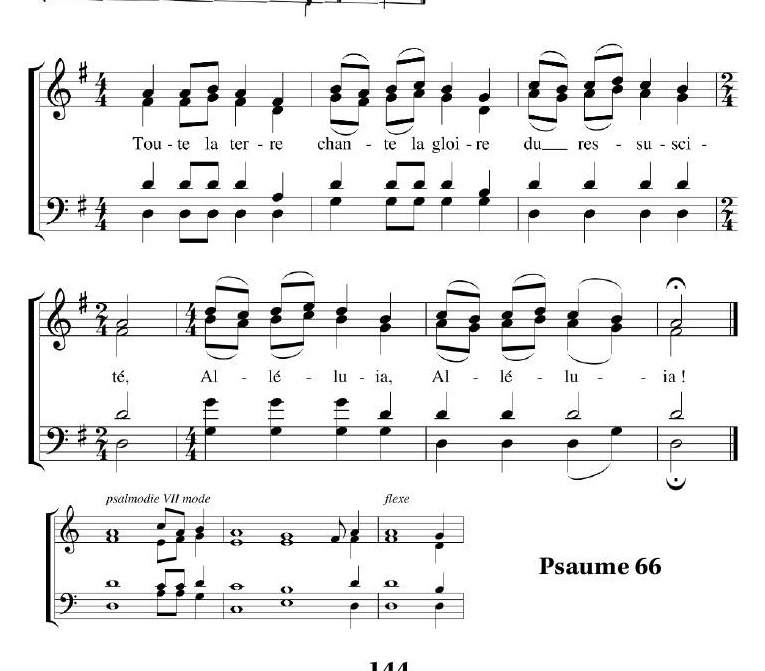 Tou - te la ter - re chan - te la gloi - re du__ res - su - sci -
té, Al - lé - lu - ia, Al - lé - lu - ia !
psalmodie VII mode flexe
Psaume 66
144